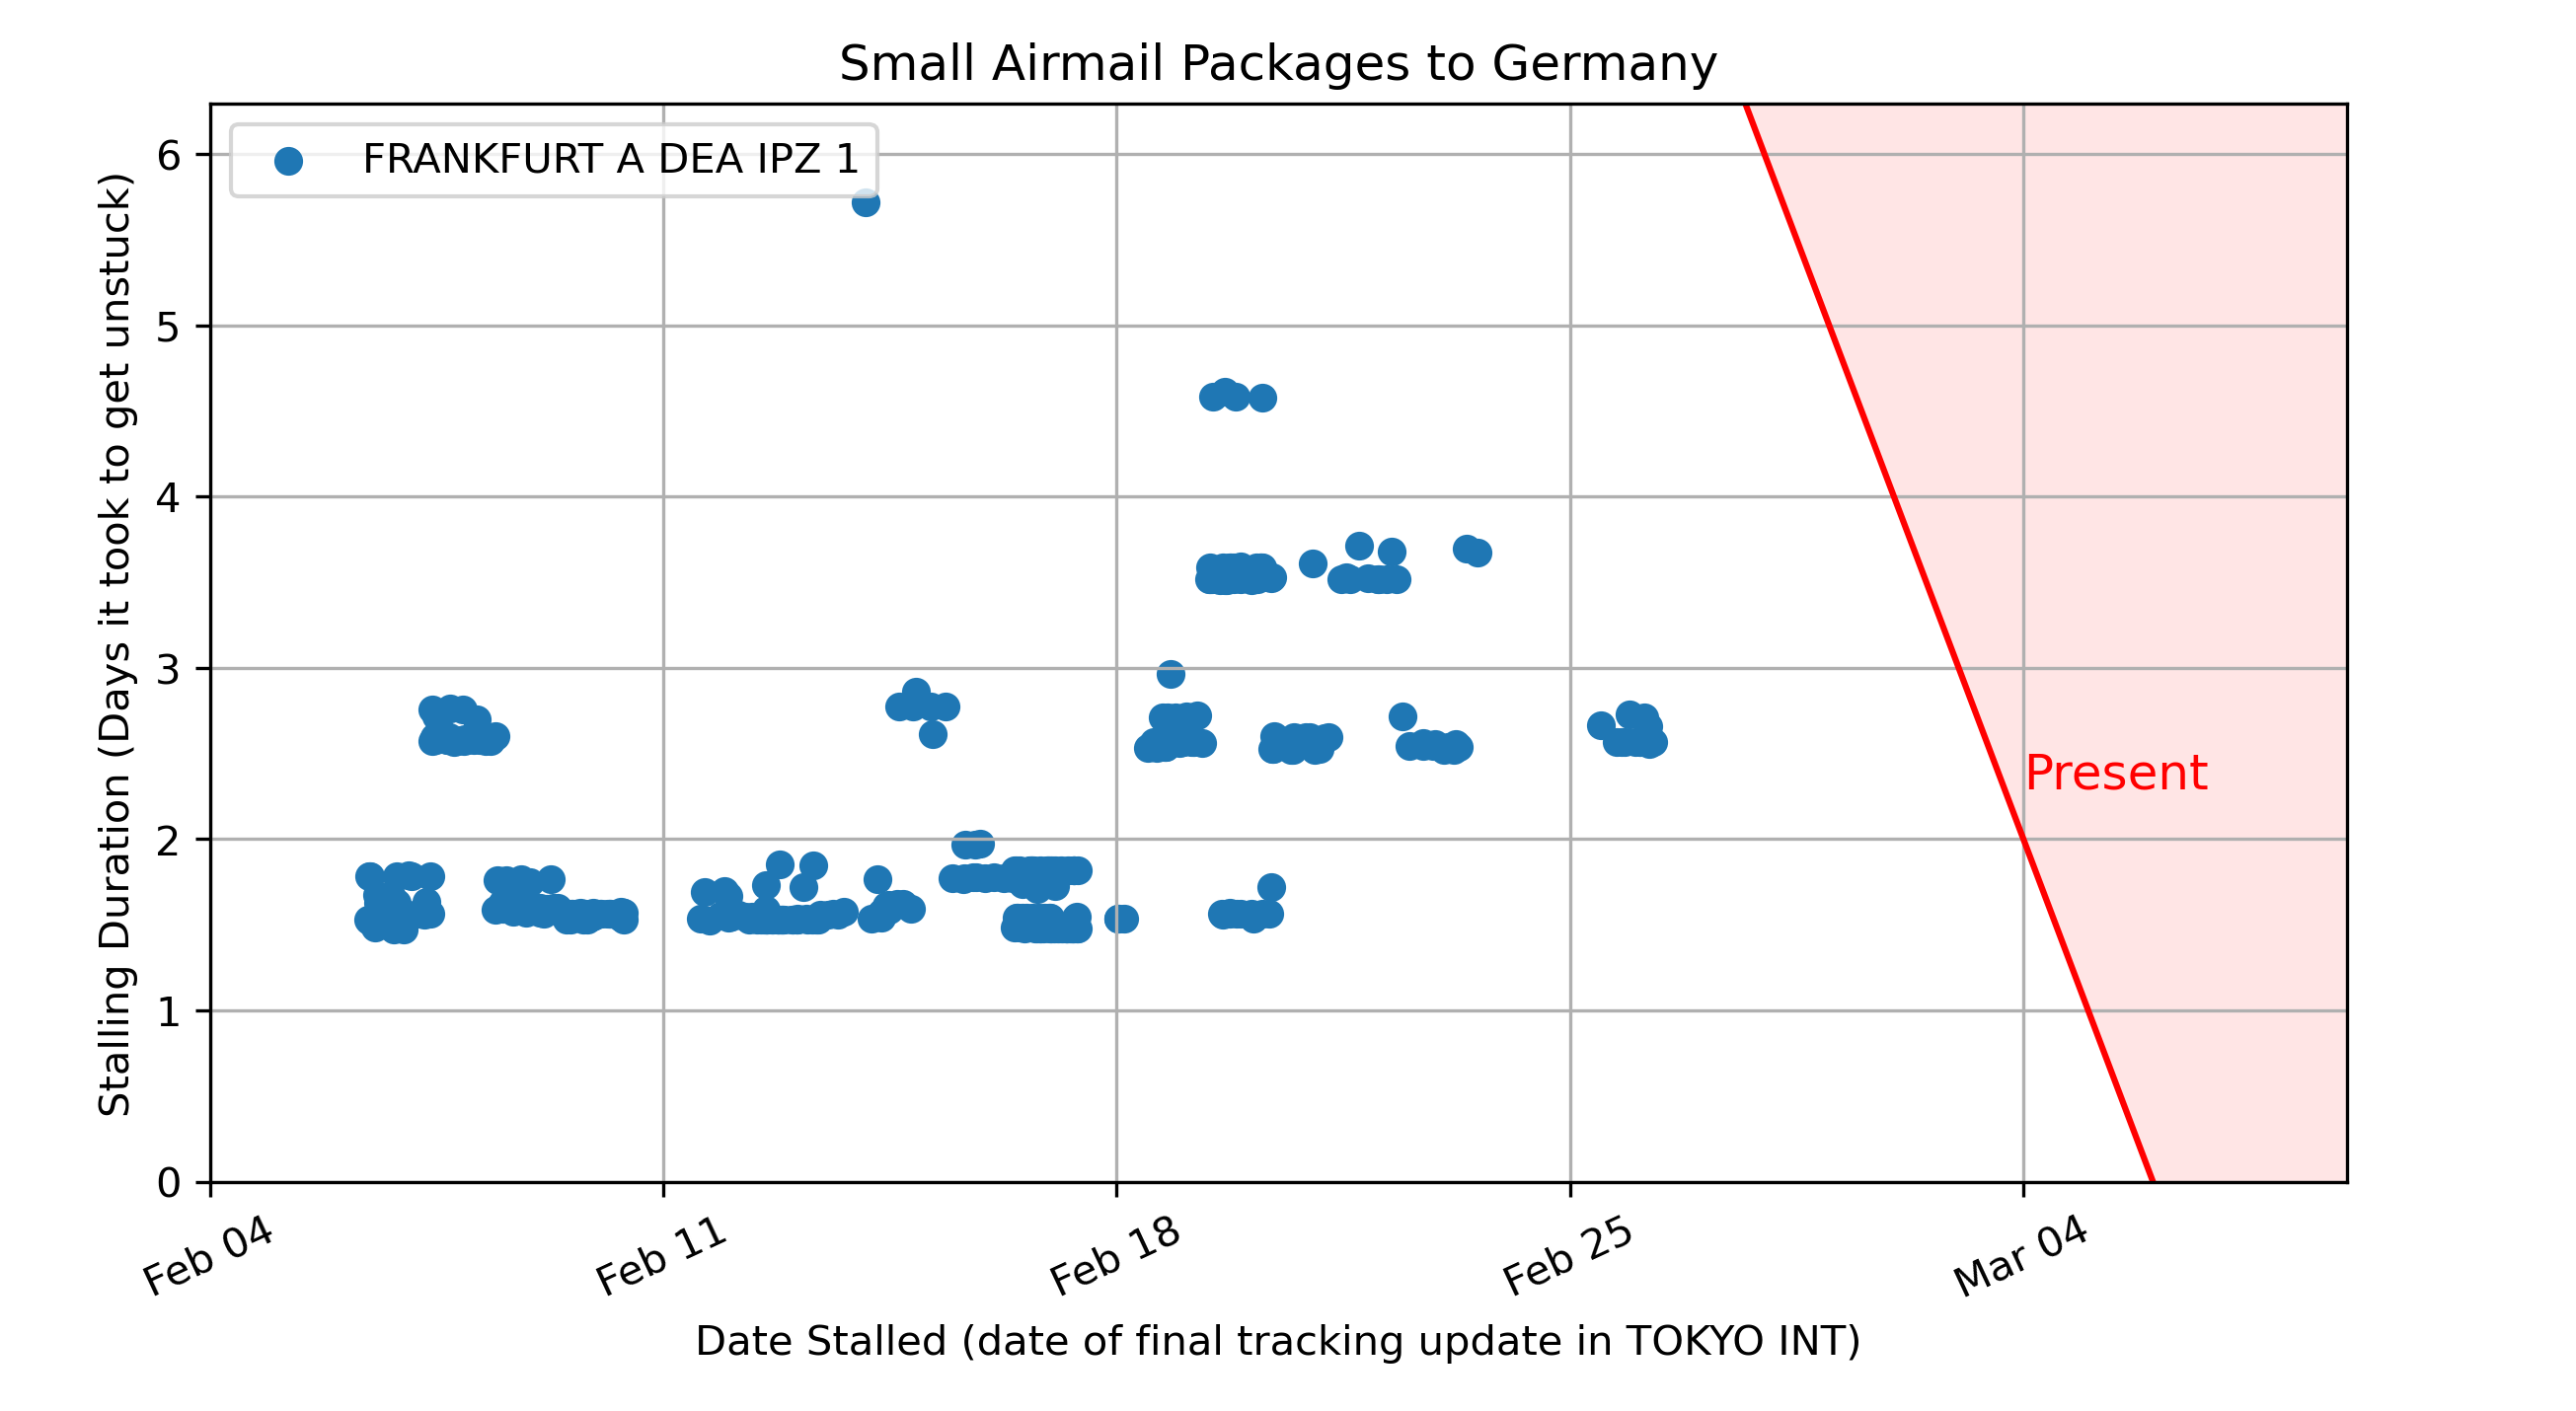 Small Airmail Packages to Germany
FRANKFURT A DEA IPZ 1
Stalling Duration (Days it took to get unstuck)
6
5
4
3
2
1
0
Present
Feb 04
Feb 11
Feb 18
Feb 25
Mar 04
Date Stalled (date of final tracking update in TOKYO INT)